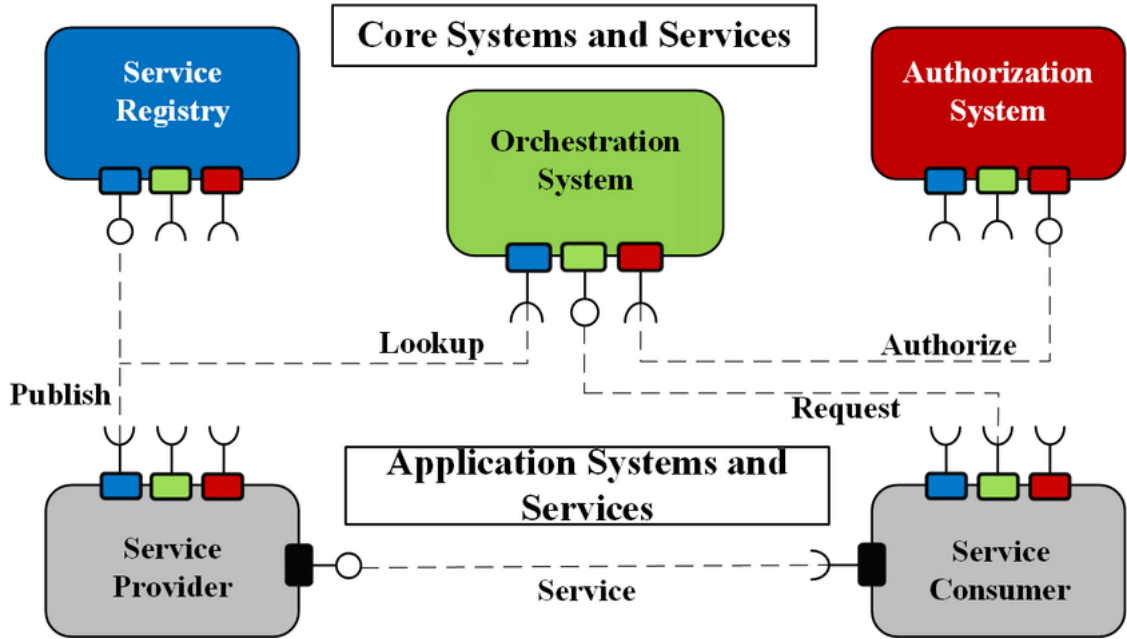 Core Systems and Services
Service
Registry
Authorization
System
Orchestration
System
Lookup
Authorize
Publish
Request
Application Systems and
Services
Service
Provider
Service
Service
Consumer